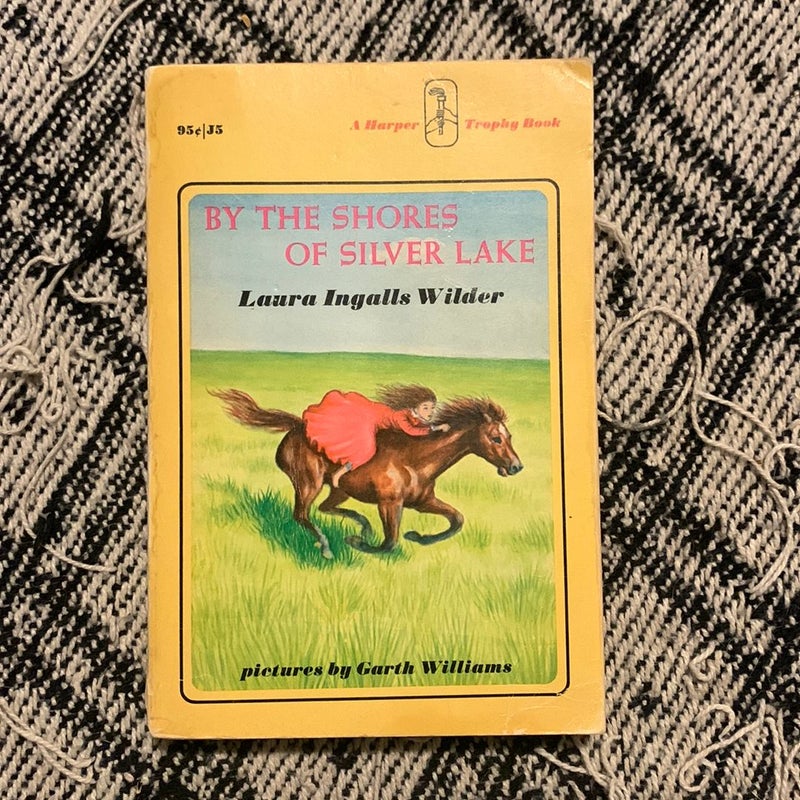 95¢|J5
A Harper Trophy Book
BY THE SHORES
OF SILVER LAKE
Laura Ingalls Wilder
pictures by Garth Williams